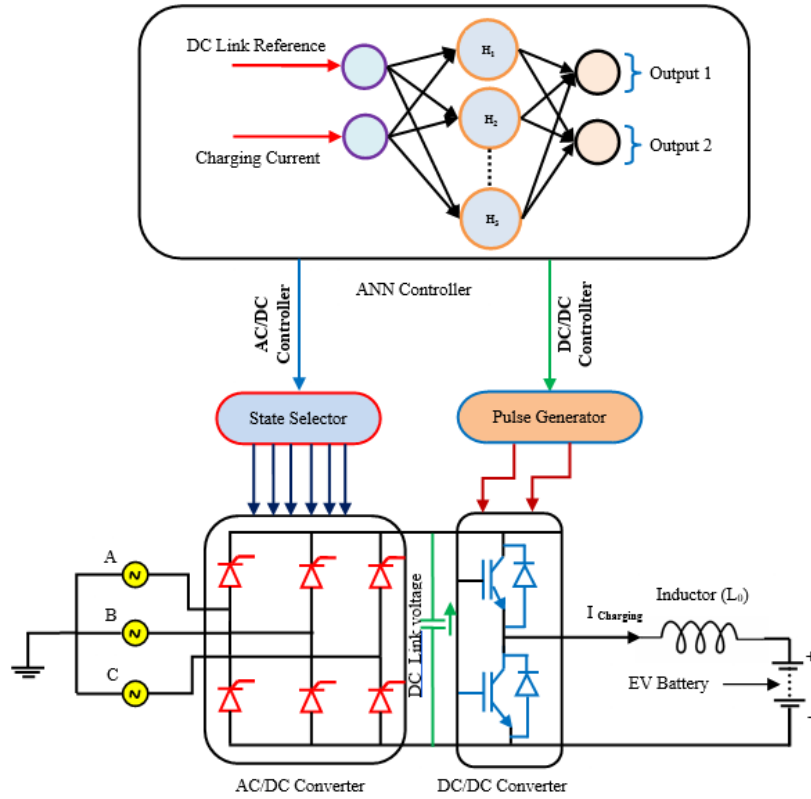 DC Link Reference
Charging Current
H₁
H₂
H₅
Output 1
Output 2
ANN Controller
AC/DC
Controller
DC/DC
Controllter
State Selector
Pulse Generator
A
B
C
DC Link voltage
I Charging
Inductor (L₀)
+
EV Battery
-
AC/DC Converter
DC/DC Converter